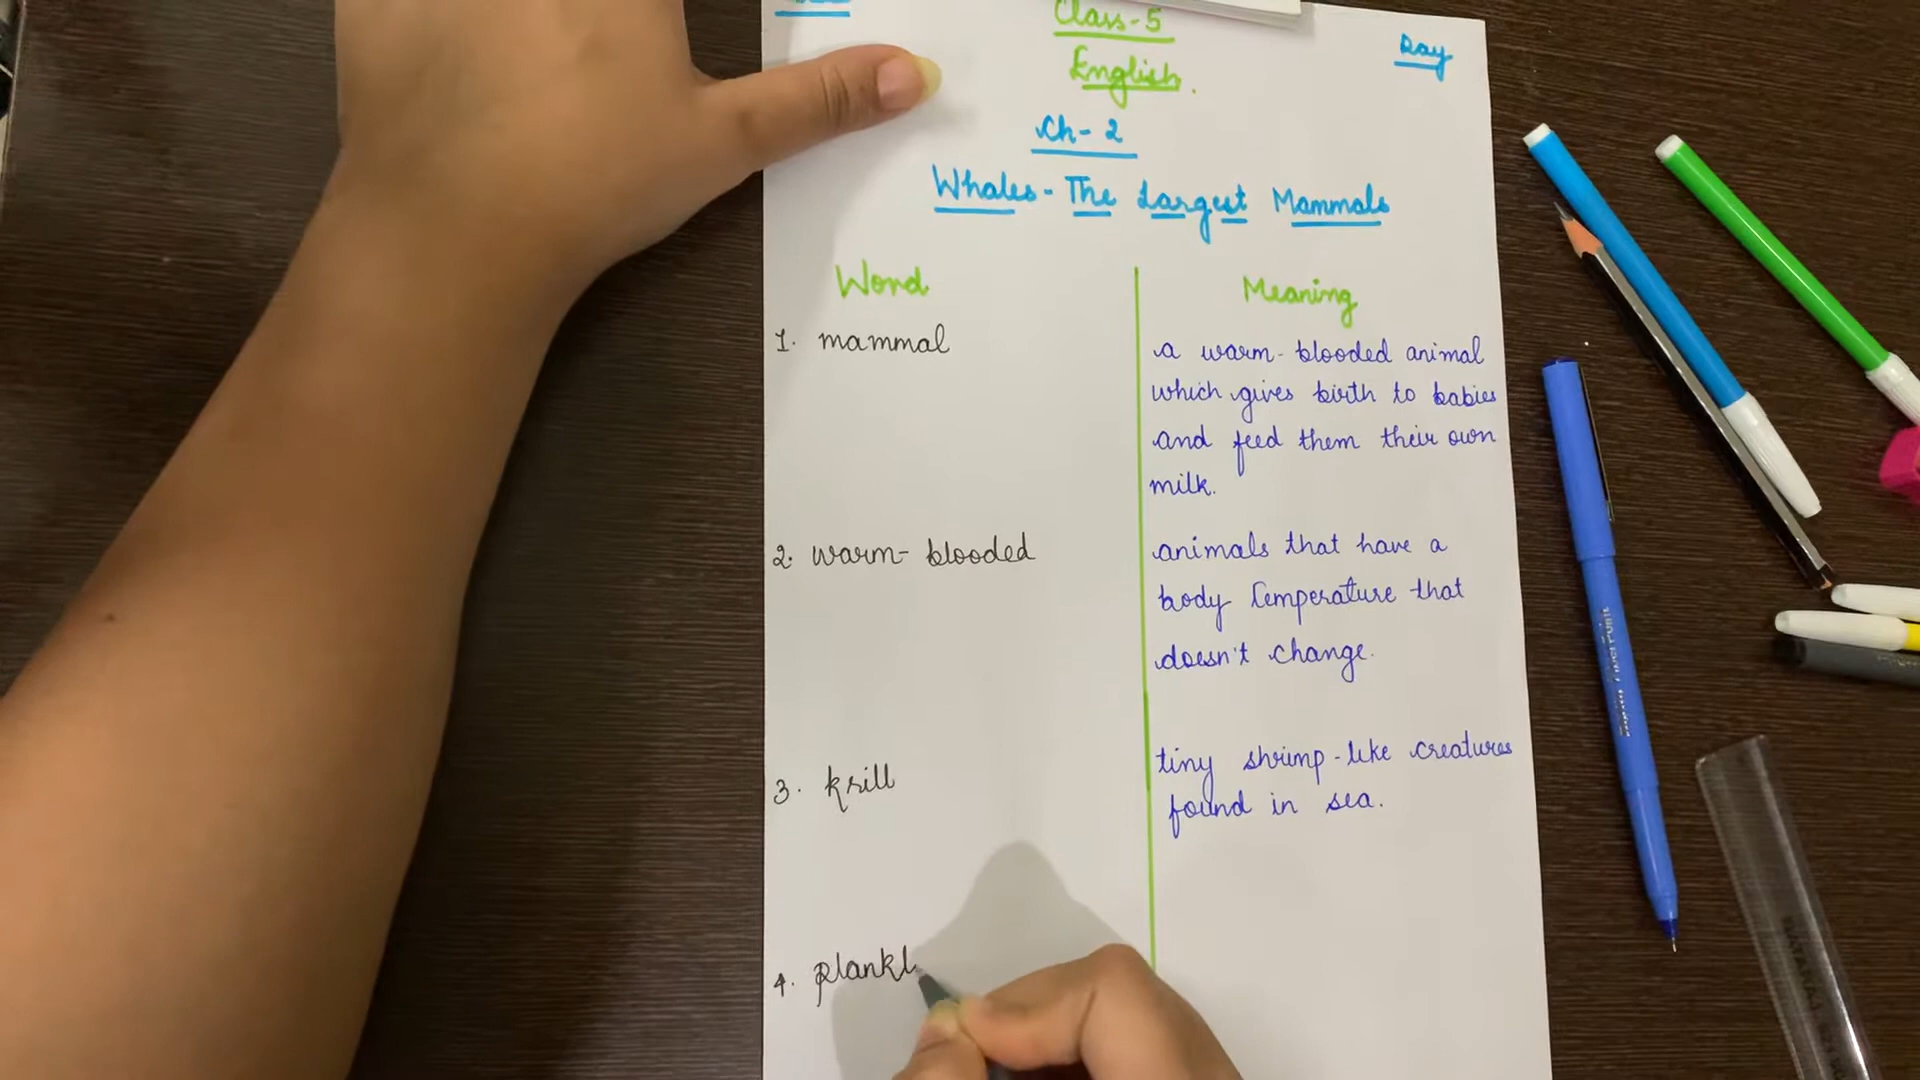 Class-5
English.
Day
Ch-2
Whales-The Largest Mammals
Word
Meaning
1. mammal
a warm-blooded animal
which gives birth to babies
and feed them their own
milk.
2. warm-blooded
animals that have a
body temperature that
doesn't change.
3. krill
tiny shrimp-like creatures
found in sea.
4. plankt